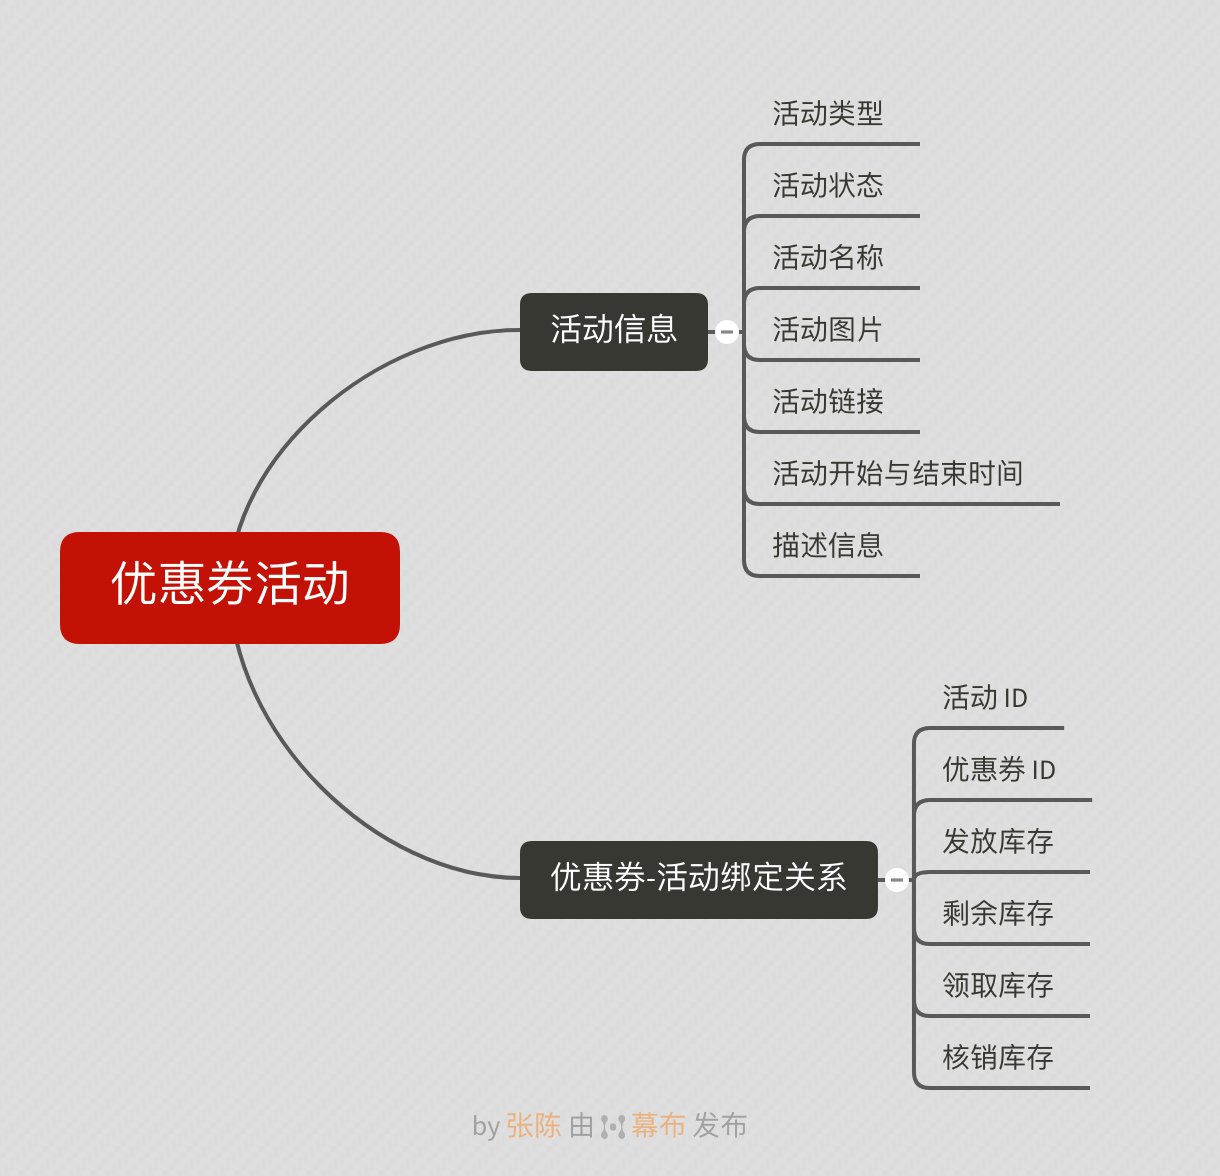 优惠券活动
活动信息
活动类型
活动状态
活动名称
活动图片
活动链接
活动开始与结束时间
描述信息
优惠券-活动绑定关系
活动 ID
优惠券 ID
发放库存
剩余库存
领取库存
核销库存
by 张陈 由 幕布 发布